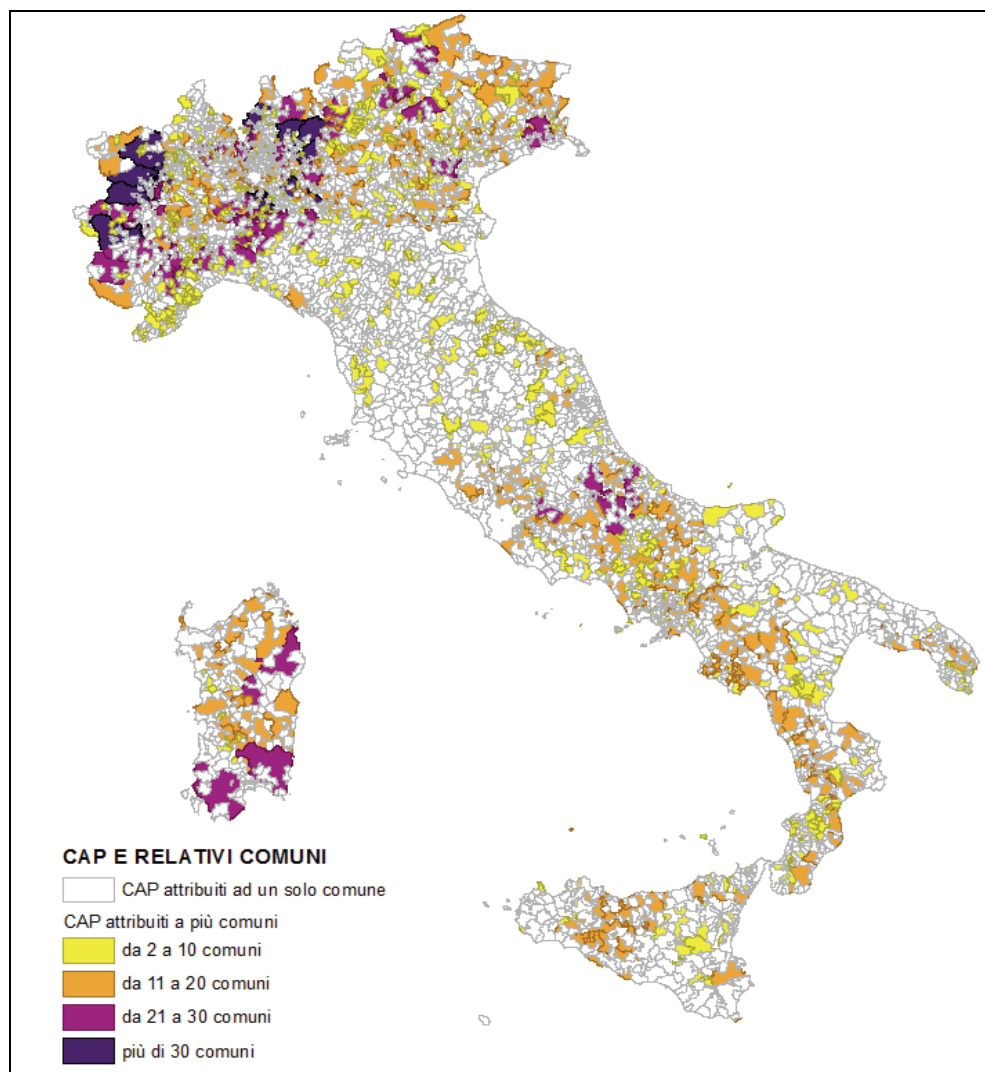 CAP E RELATIVI COMUNI
CAP attribuiti ad un solo comune
CAP attribuiti a più comuni
da 2 a 10 comuni
da 11 a 20 comuni
da 21 a 30 comuni
più di 30 comuni